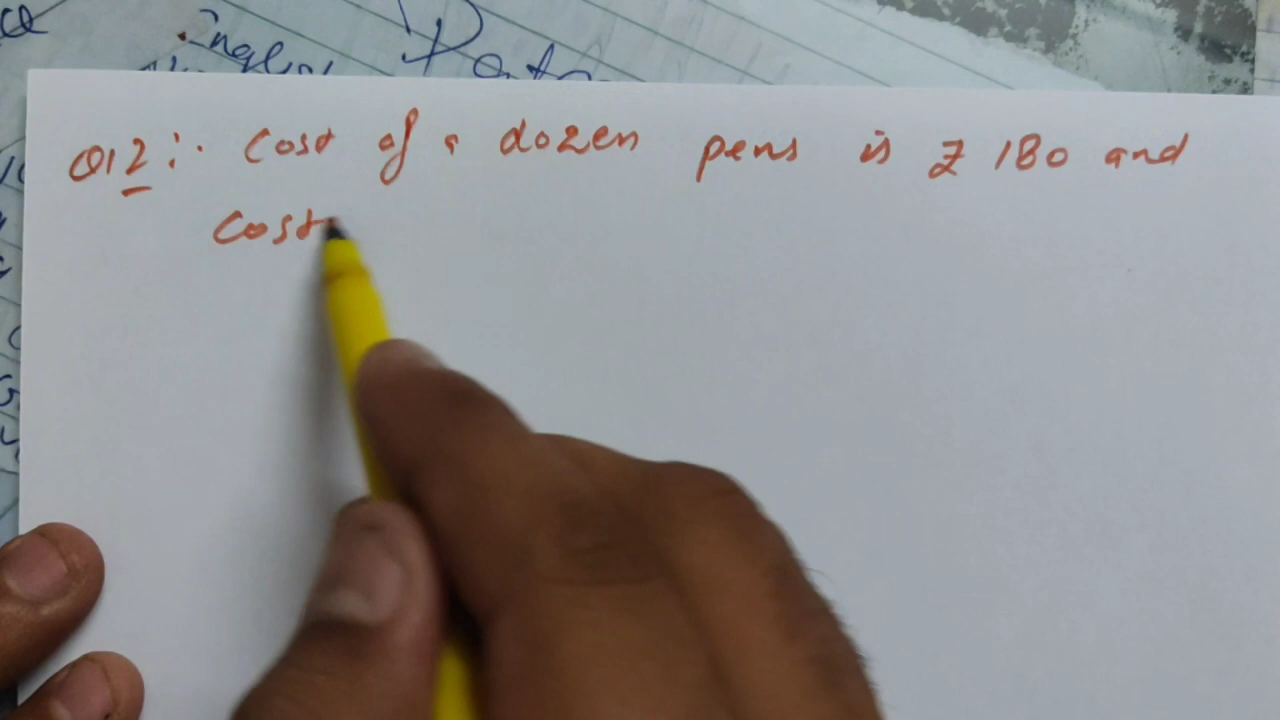 Q12:. Cost of a dozen pens is ₹ 180 and
Cost